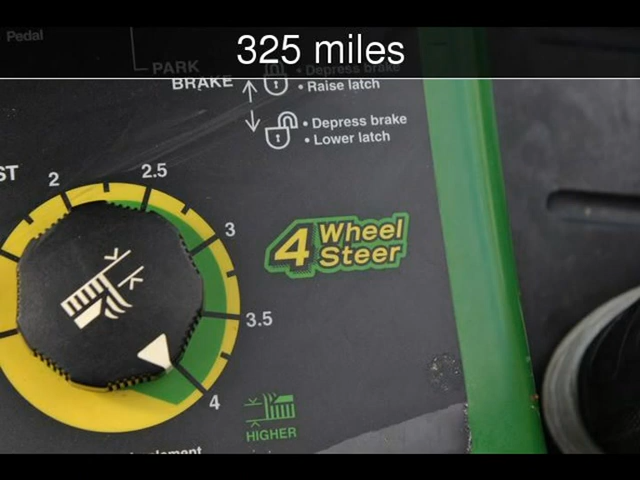 325 miles
Pedal
PARK
BRAKE
• Depress brake
• Raise latch
• Depress brake
• Lower latch
ST
2
2.5
3
3.5
4
4 Wheel
Steer
HIGHER